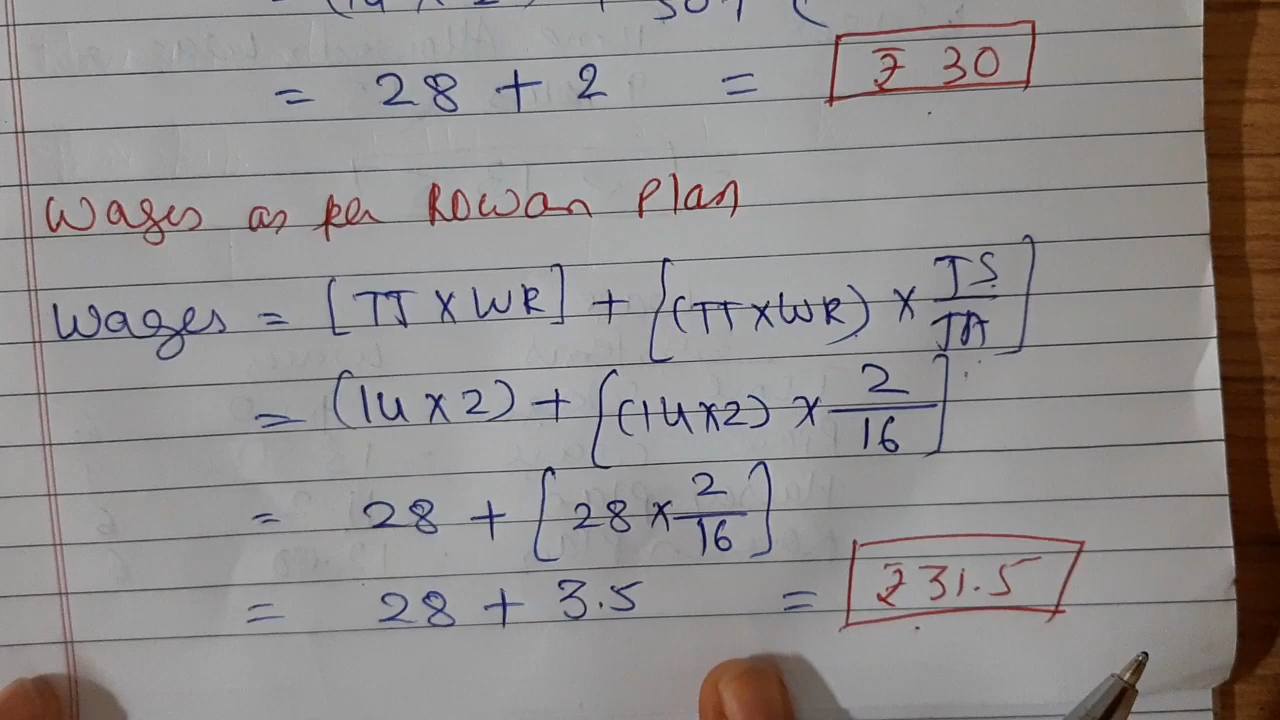 = 28 + 2 = ₹ 30
Wages as per Rowan Plan
Wages = [TT × WR] + [(TT × WR) × TS/TA]
= (14 × 2) + [(14 × 2) × 2/16]
= 28 + [28 × 2/16]
= 28 + 3.5 = ₹31.5